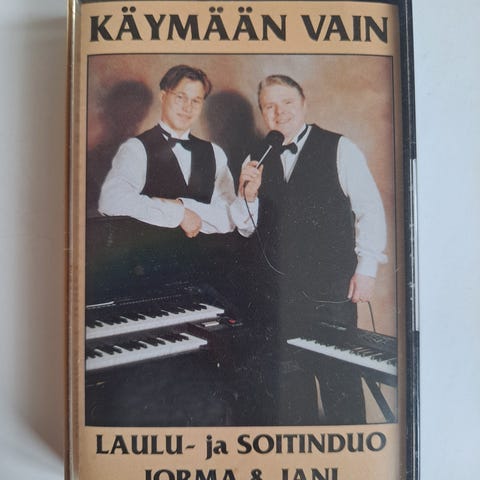 KÄYMÄÄN VAIN
LAULU- ja SOITINDUO
JORMA & JANI